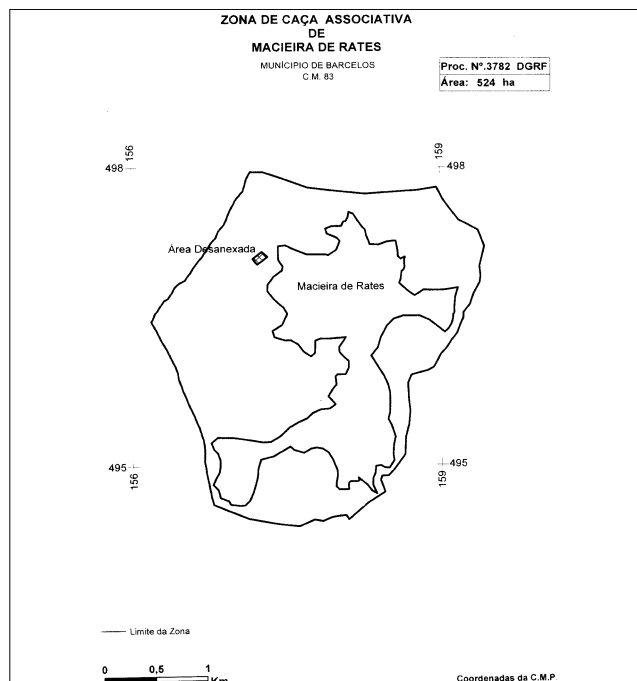 ZONA DE CAÇA ASSOCIATIVA
DE
MACIEIRA DE RATES
MUNÍCIPIO DE BARCELOS
C.M. 83
Proc. Nº.3782 DGRF
Área: 524 ha
156
159
498
498
Área Desanexada
Macieira de Rates
495
495
156
159
Limite da Zona
0 0,5 1
Km
Coordenadas da C.M.P.